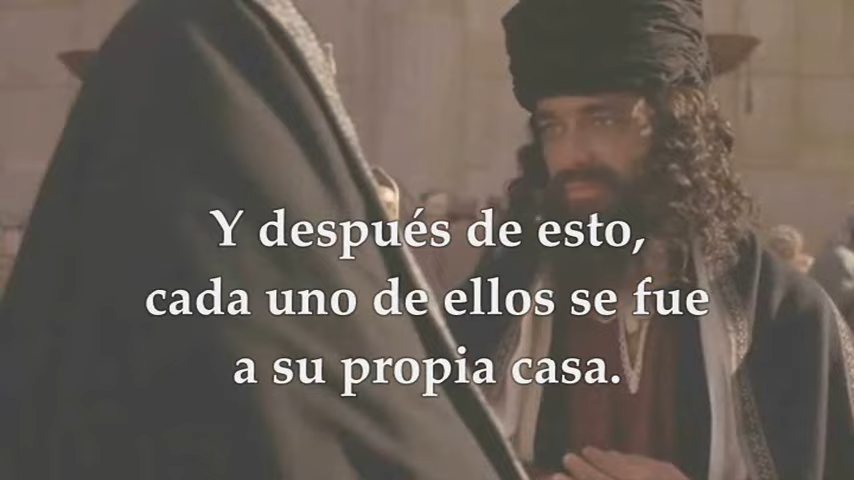 Y después de esto,
cada uno de ellos se fue
a su propia casa.